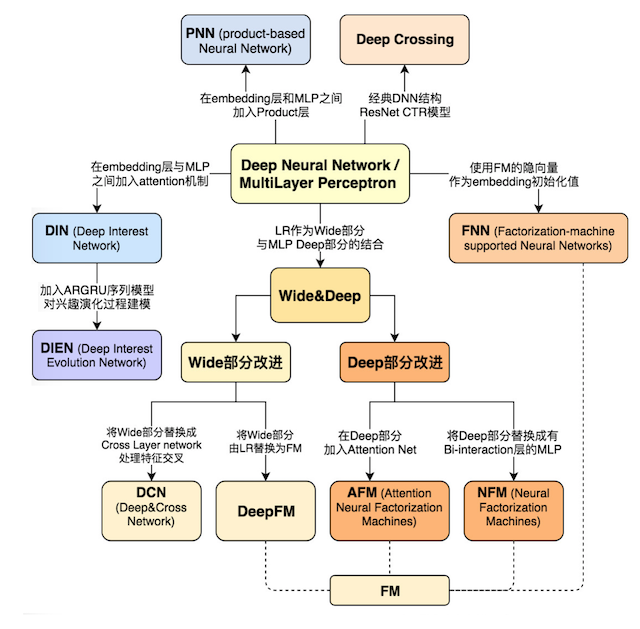 PNN (product-based
Neural Network)
Deep Crossing
在embedding层和MLP之间
加入Product层
经典DNN结构
ResNet CTR模型
Deep Neural Network /
MultiLayer Perceptron
在embedding层与MLP
之间加入attention机制
使用FM的隐向量
作为embedding初始化值
DIN (Deep Interest
Network)
LR作为Wide部分
与MLP Deep部分的结合
FNN (Factorization-machine
supported Neural Networks)
加入ARGRU序列模型
对兴趣演化过程建模
Wide&Deep
DIEN (Deep Interest
Evolution Network)
Wide部分改进
Deep部分改进
将Wide部分替换成
Cross Layer network
处理特征交叉
将Wide部分
由LR替换为FM
在Deep部分
加入Attention Net
将Deep部分替换成有
Bi-interaction层的MLP
DCN
(Deep&Cross
Network)
DeepFM
AFM (Attention
Neural Factorization
Machines)
NFM (Neural
Factorization
Machines)
FM